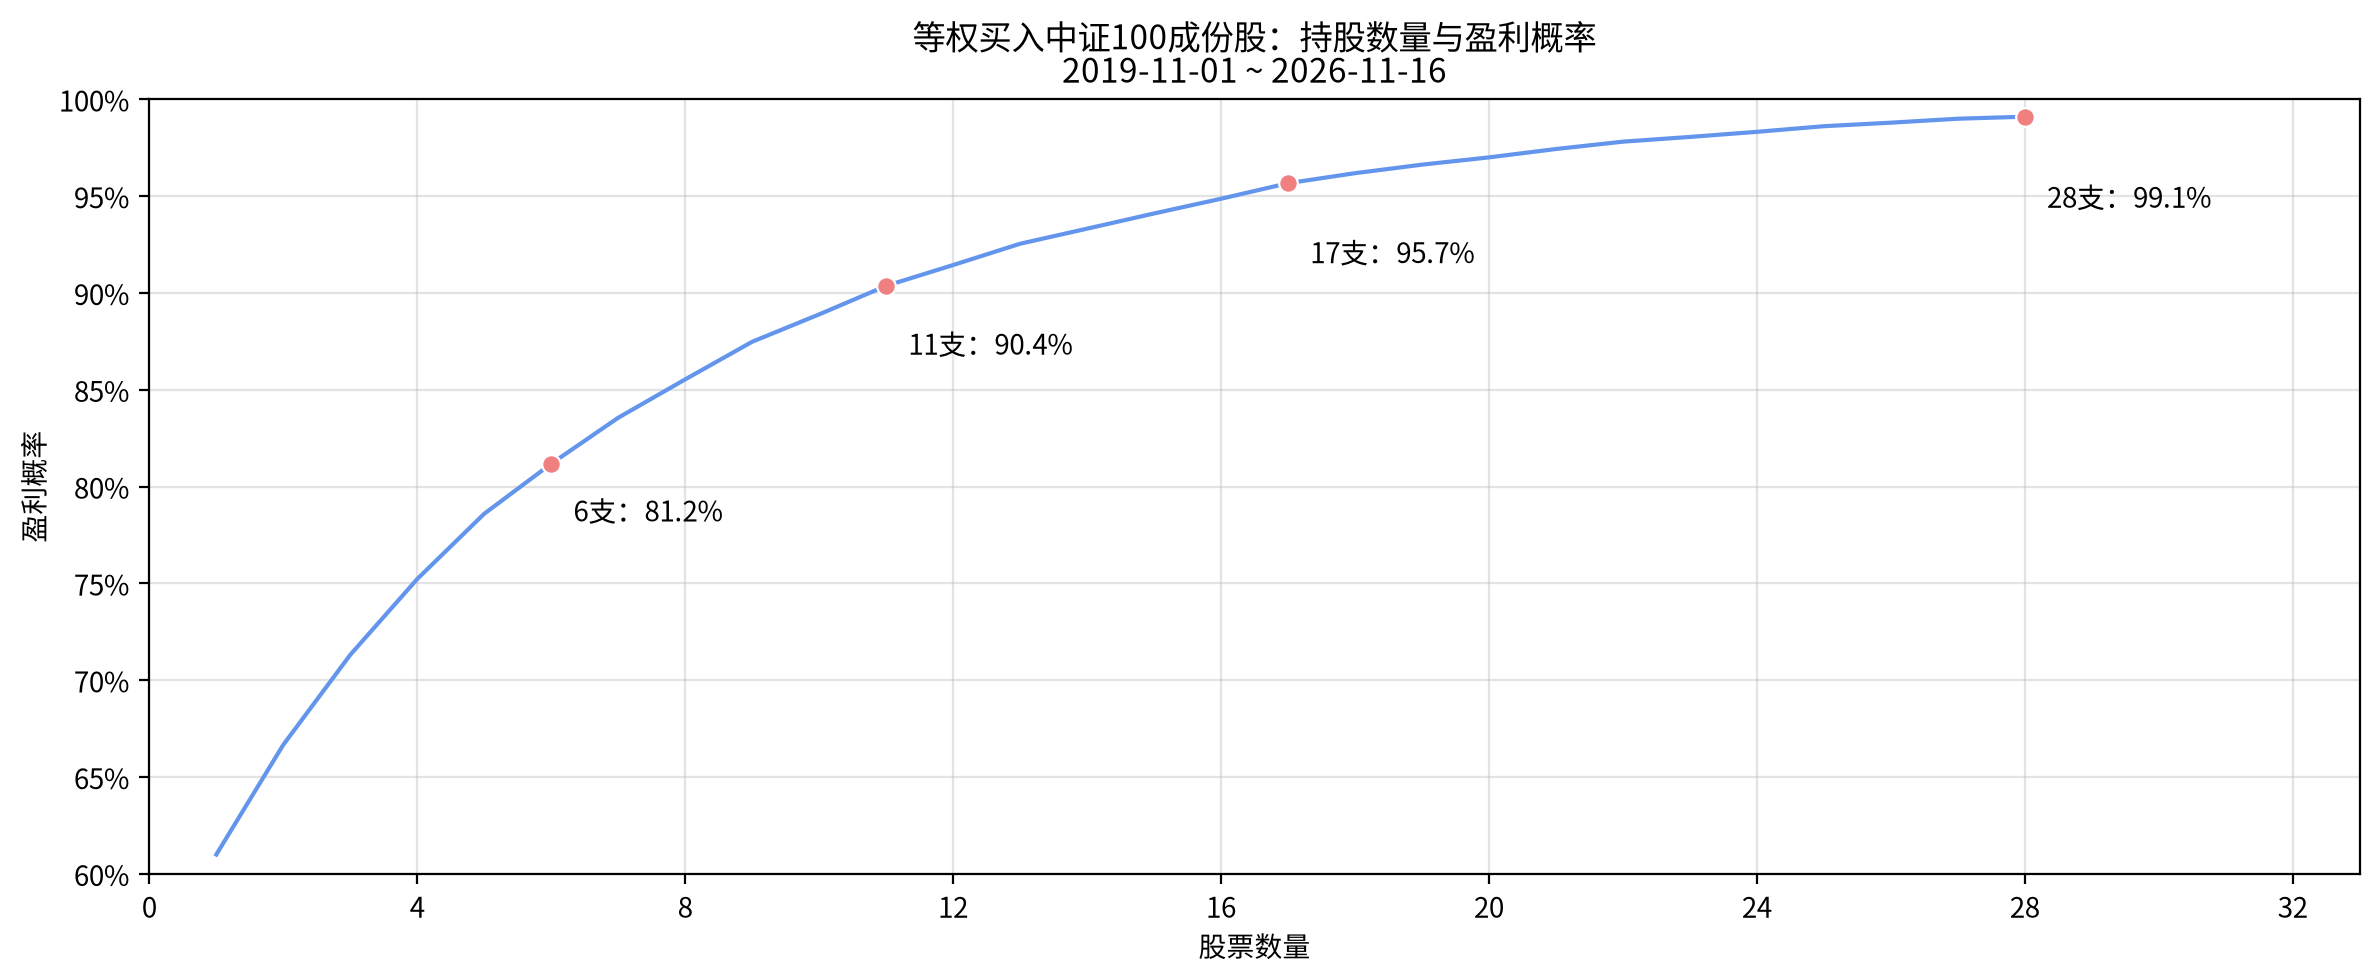 等权买入中证100成份股：持股数量与盈利概率
2019-11-01 ~ 2026-11-16
盈利概率
100%
95%
90%
85%
80%
75%
70%
65%
60%
28支：99.1%
17支：95.7%
11支：90.4%
6支：81.2%
0 4 8 12 16 20 24 28 32
股票数量